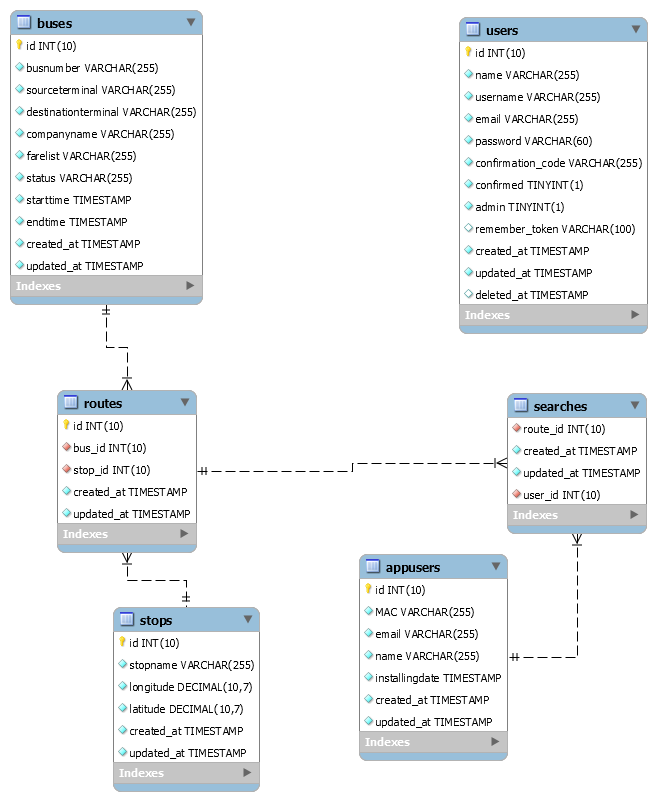 buses
id INT(10)
busnumber VARCHAR(255)
sourceterminal VARCHAR(255)
destinationterminal VARCHAR(255)
companyname VARCHAR(255)
farelist VARCHAR(255)
status VARCHAR(255)
starttime TIMESTAMP
endtime TIMESTAMP
created_at TIMESTAMP
updated_at TIMESTAMP
Indexes
users
id INT(10)
name VARCHAR(255)
username VARCHAR(255)
email VARCHAR(255)
password VARCHAR(60)
confirmation_code VARCHAR(255)
confirmed TINYINT(1)
admin TINYINT(1)
remember_token VARCHAR(100)
created_at TIMESTAMP
updated_at TIMESTAMP
deleted_at TIMESTAMP
Indexes
routes
id INT(10)
bus_id INT(10)
stop_id INT(10)
created_at TIMESTAMP
updated_at TIMESTAMP
Indexes
searches
route_id INT(10)
created_at TIMESTAMP
updated_at TIMESTAMP
user_id INT(10)
Indexes
appusers
id INT(10)
MAC VARCHAR(255)
email VARCHAR(255)
name VARCHAR(255)
installingdate TIMESTAMP
created_at TIMESTAMP
updated_at TIMESTAMP
Indexes
stops
id INT(10)
stopname VARCHAR(255)
longitude DECIMAL(10,7)
latitude DECIMAL(10,7)
created_at TIMESTAMP
updated_at TIMESTAMP
Indexes